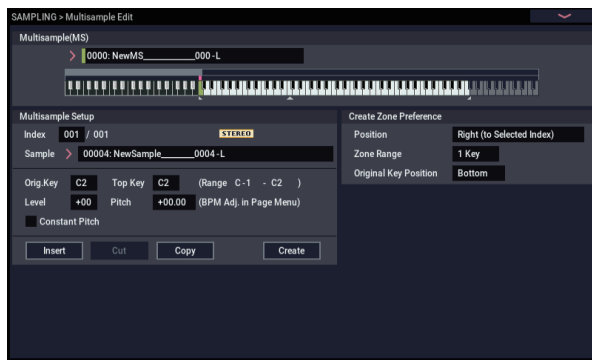 SAMPLING > Multisample Edit
Multisample(MS)
0000: NewMS_________000-L
Multisample Setup
Index 001 / 001 STEREO
Sample 00004: NewSample______0004-L
Orig.Key C2 Top Key C2 (Range C-1 - C2 )
Level +00 Pitch +00.00 (BPM Adj. in Page Menu)
Constant Pitch
Insert Cut Copy Create
Create Zone Preference
Position Right (to Selected Index)
Zone Range 1 Key
Original Key Position Bottom